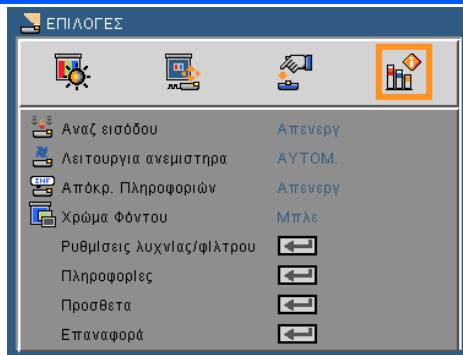 ΕΠΙΛΟΓΕΣ
Αναζ εισόδου Απενεργ
Λειτουργια ανεμιστηρα ΑΥΤΟΜ.
INF Απόκρ. Πληροφοριών Απενεργ
Χρώμα Φόντου Μπλε
Ρυθμίσεις λυχνίας/φίλτρου
Πληροφορίες
Προσθετα
Επαναφορά